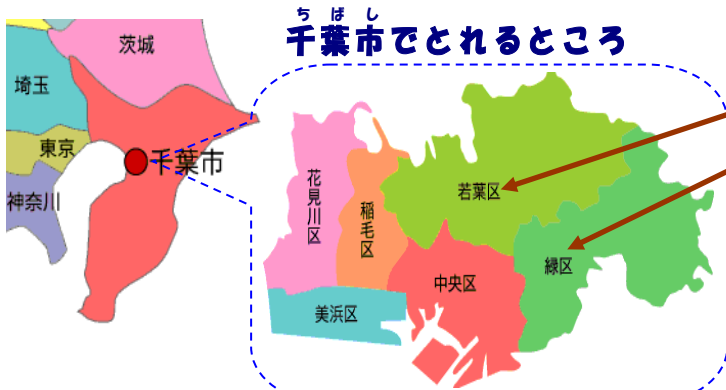 ちばし
千葉市でとれるところ
茨城
埼玉
東京
千葉市
神奈川
花見川区
稲毛区
若葉区
緑区
中央区
美浜区